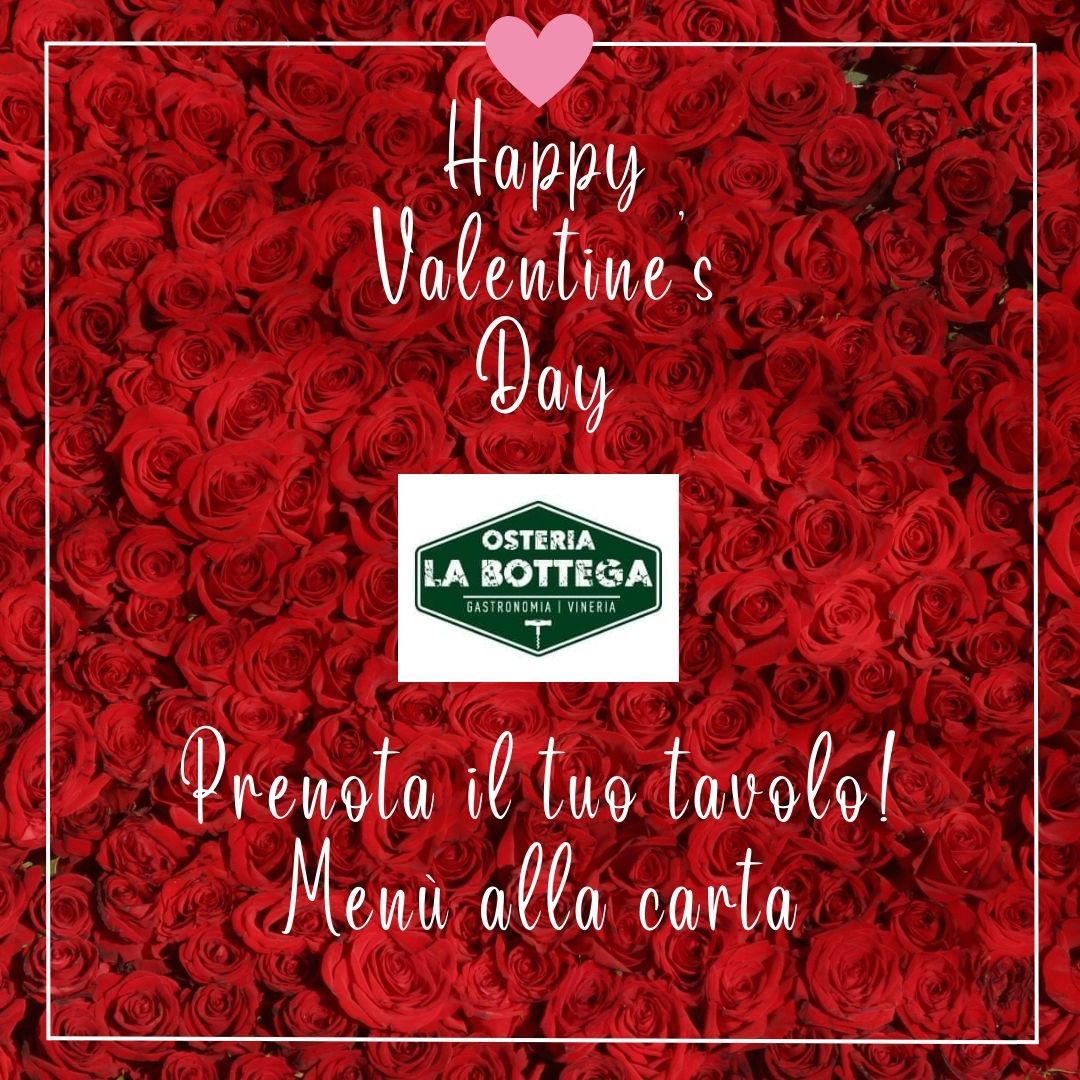 Happy
Valentine's
Day
OSTERIA
LA BOTTEGA
GASTRONOMIA | VINERIA
Prenota il tuo tavolo!
Menù alla carta